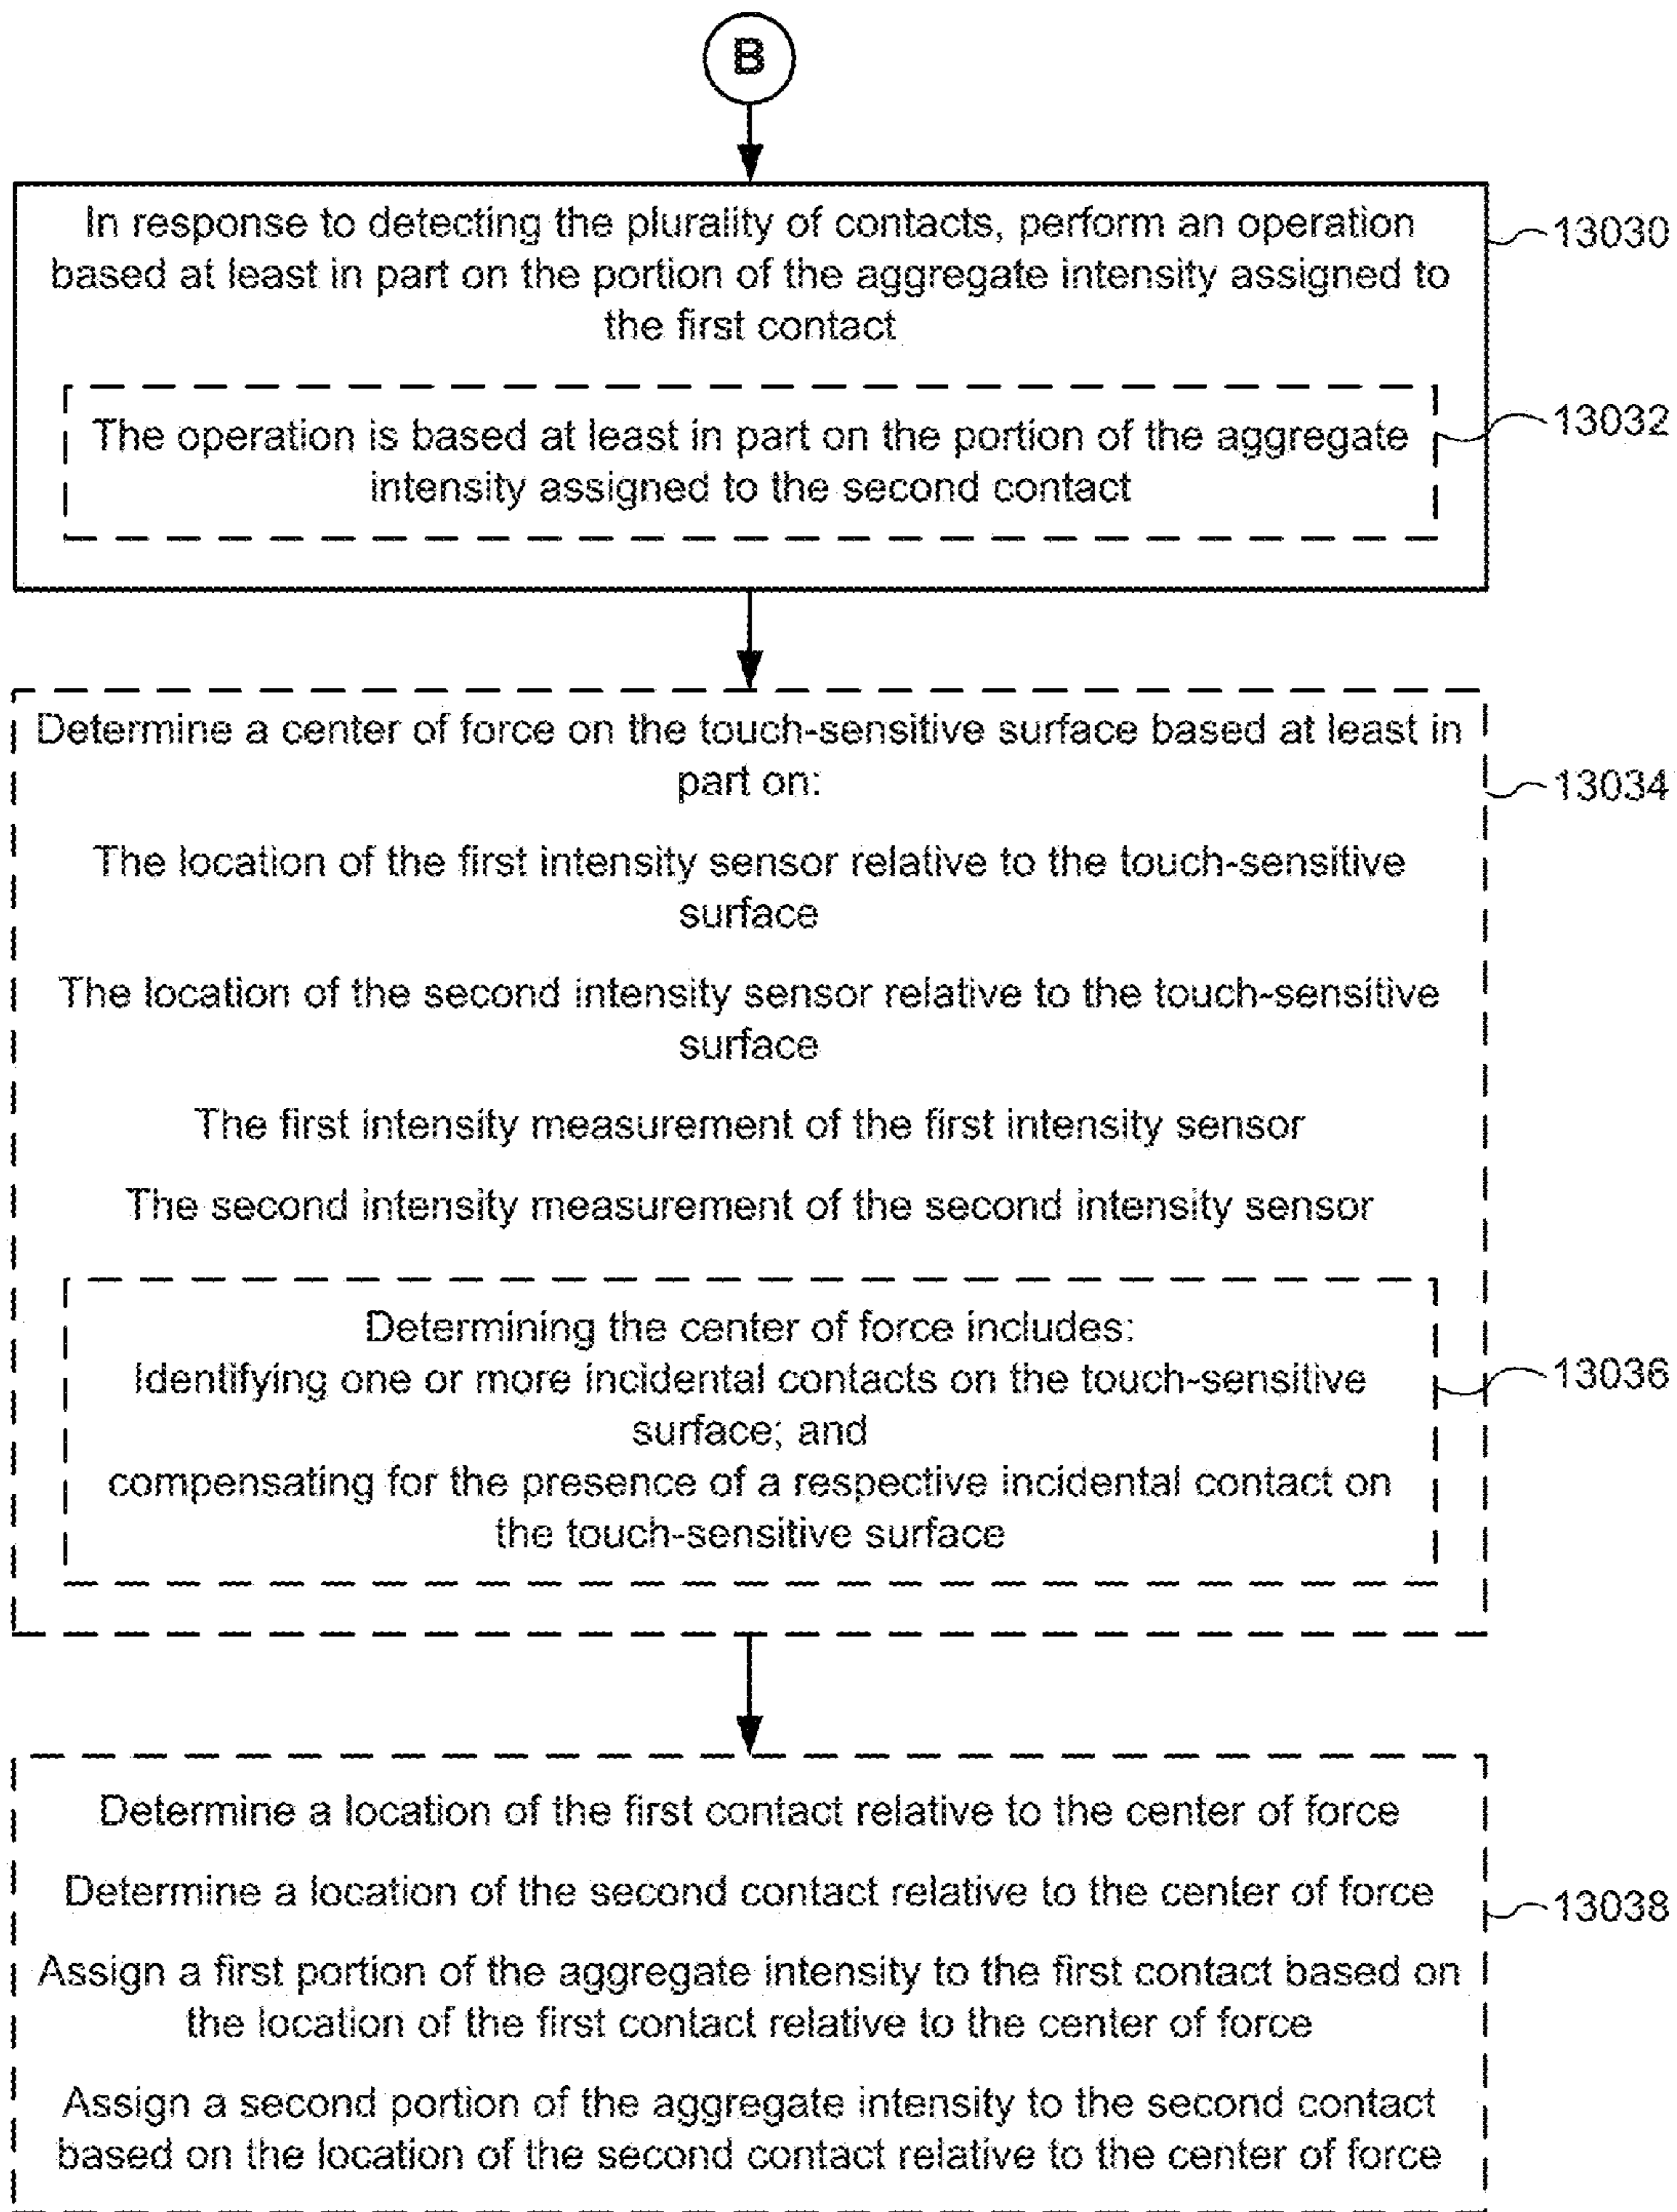 B
In response to detecting the plurality of contacts, perform an operation
based at least in part on the portion of the aggregate intensity assigned to
the first contact
13030
The operation is based at least in part on the portion of the aggregate
intensity assigned to the second contact
13032
Determine a center of force on the touch-sensitive surface based at least in
part on:
13034
The location of the first intensity sensor relative to the touch-sensitive
surface
The location of the second intensity sensor relative to the touch-sensitive
surface
The first intensity measurement of the first intensity sensor
The second intensity measurement of the second intensity sensor
Determining the center of force includes:
Identifying one or more incidental contacts on the touch-sensitive
surface; and
compensating for the presence of a respective incidental contact on
the touch-sensitive surface
13036
Determine a location of the first contact relative to the center of force
Determine a location of the second contact relative to the center of force
13038
Assign a first portion of the aggregate intensity to the first contact based on
the location of the first contact relative to the center of force
Assign a second portion of the aggregate intensity to the second contact
based on the location of the second contact relative to the center of force